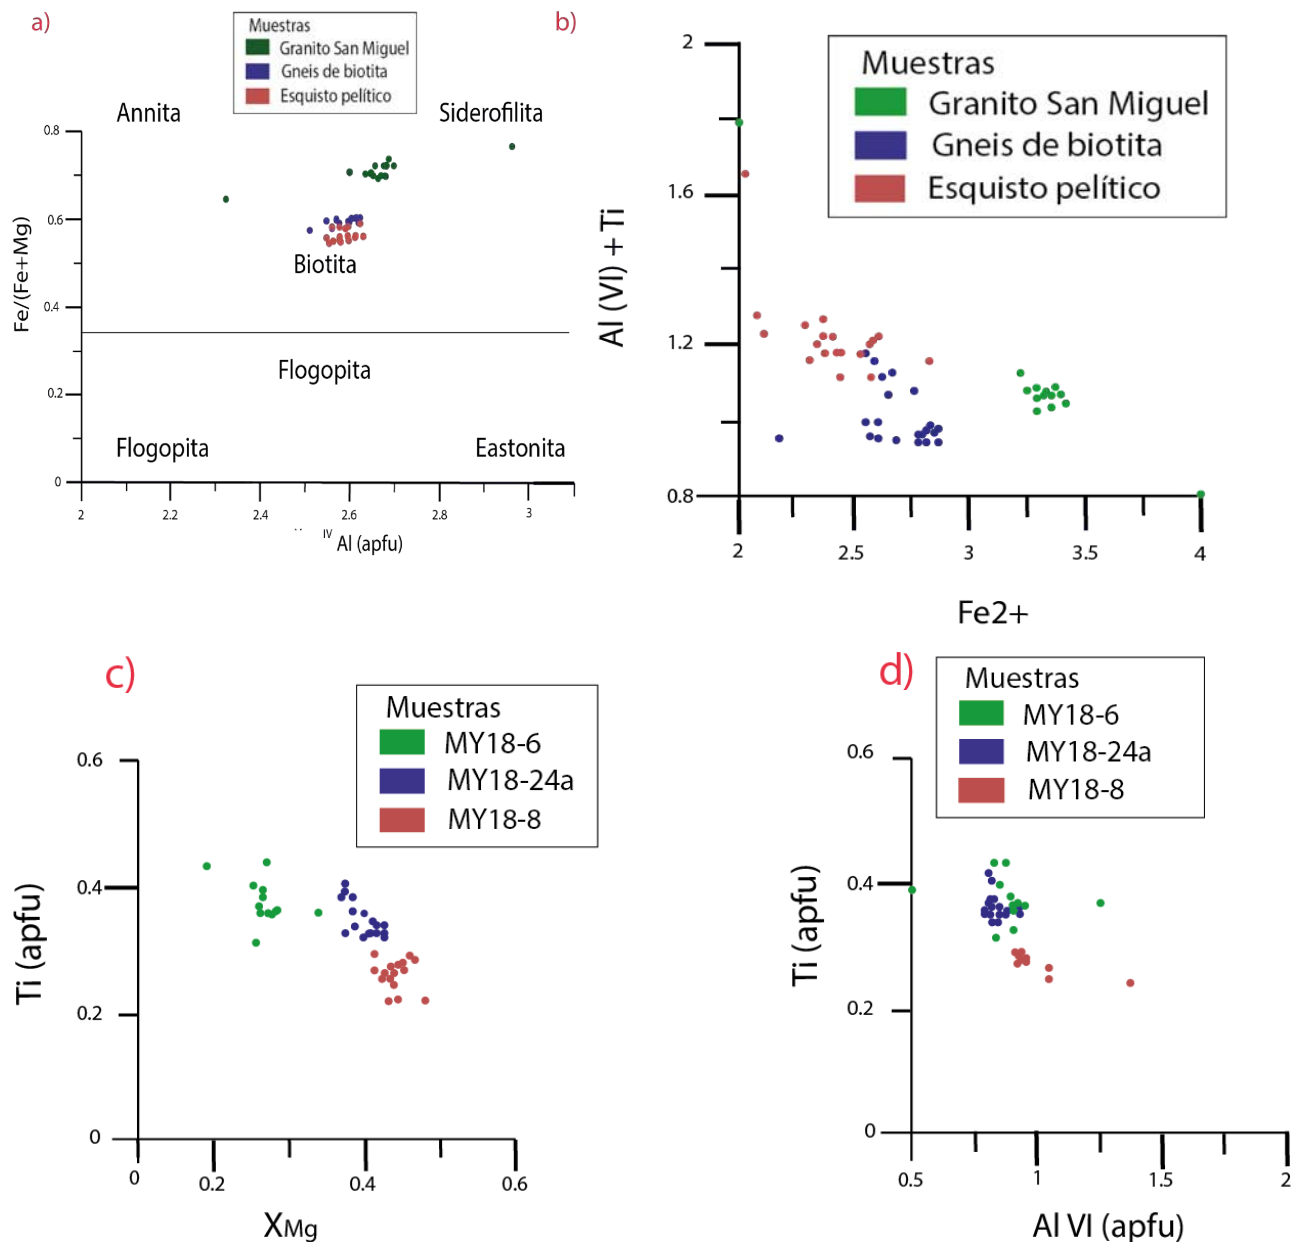 a)
Muestras
Granito San Miguel
Gneis de biotita
Esquisto pelítico
Annita
Siderofilita
0.8
0.6
0.4
0.2
0
Fe/(Fe+Mg)
Biotita
Flogopita
Flogopita
Eastonita
2
2.2
2.4
2.6
2.8
3
IV Al (apfu)
b)
Muestras
Granito San Miguel
Gneis de biotita
Esquisto pelítico
2
1.6
1.2
0.8
Al (VI) + Ti
2
2.5
3
3.5
4
Fe2+
c)
Muestras
MY18-6
MY18-24a
MY18-8
0.6
0.4
0.2
0
Ti (apfu)
0
0.2
0.4
0.6
XMg
d)
Muestras
MY18-6
MY18-24a
MY18-8
0.6
0.4
0.2
0
Ti (apfu)
0.5
1
1.5
2
Al VI (apfu)